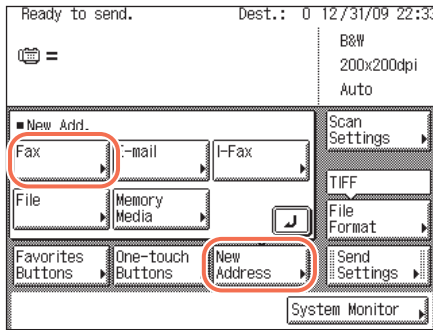 Ready to send. Dest.: 0 12/31/09 22:33
=
B&W
200x200dpi
Auto
■New Add.
Fax
E-mail
I-Fax
Scan
Settings
TIFF
File
Memory
Media
File
Format
Favorites
Buttons
One-touch
Buttons
New
Address
Send
Settings
System Monitor